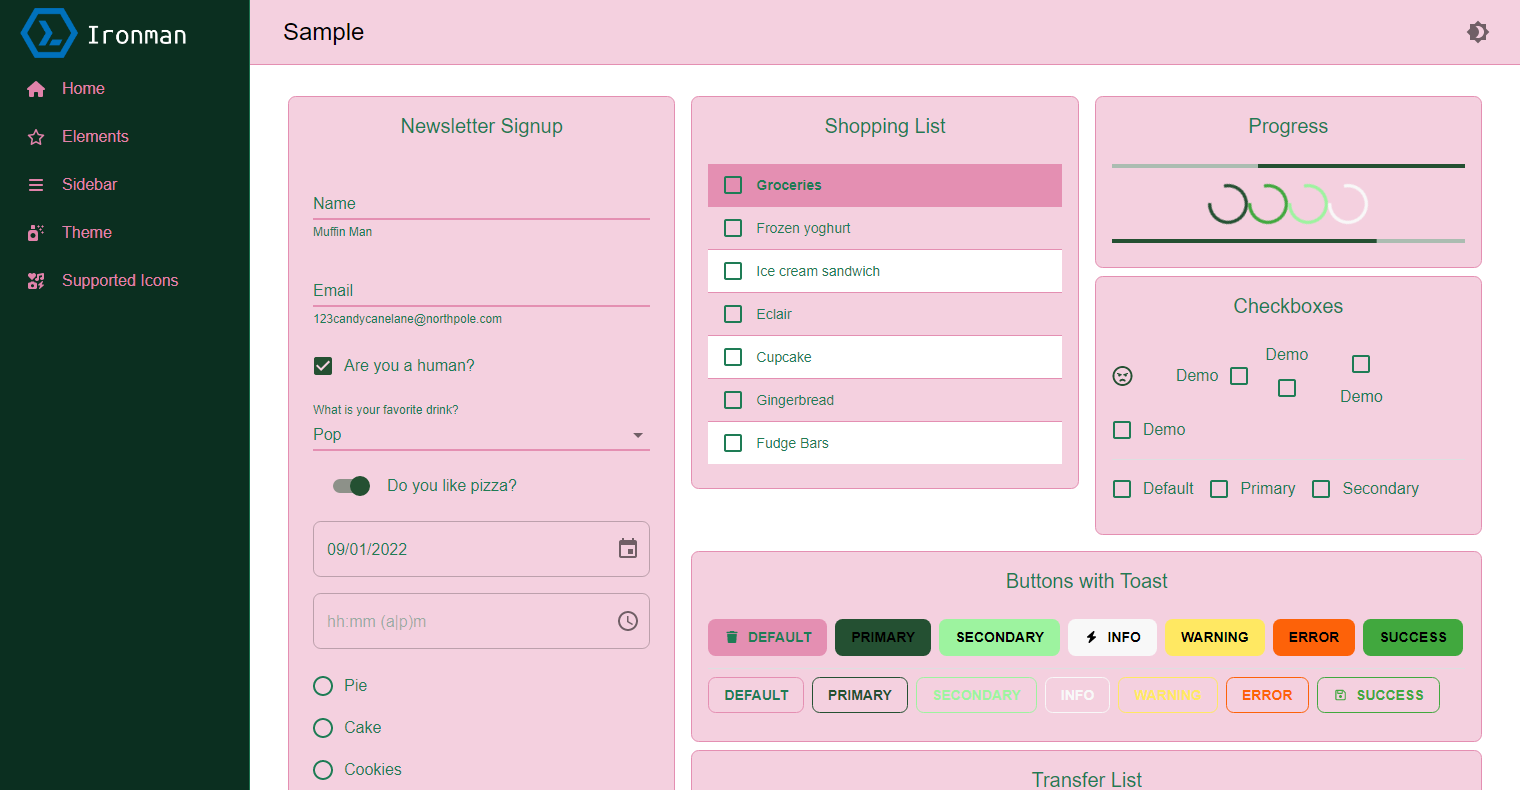 Ironman
Home
Elements
Sidebar
Theme
Supported Icons
Sample
Newsletter Signup
Name
Muffin Man
Email
123candycanelane@northpole.com
Are you a human?
What is your favorite drink?
Pop
Do you like pizza?
09/01/2022
hh:mm (a|p)m
Pie
Cake
Cookies
Shopping List
Groceries
Frozen yoghurt
Ice cream sandwich
Eclair
Cupcake
Gingerbread
Fudge Bars
Progress
Checkboxes
Demo
Demo
Demo
Demo
Default Primary Secondary
Buttons with Toast
DEFAULT PRIMARY SECONDARY INFO WARNING ERROR SUCCESS
DEFAULT PRIMARY SECONDARY INFO WARNING ERROR SUCCESS
Transfer List